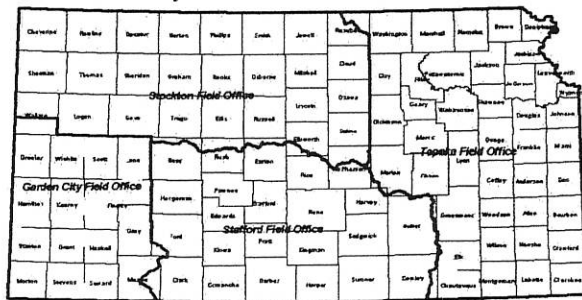 Cheyenne Rawlins Decatur Norton Phillips Smith Jewell Republic Washington Marshall Nemaha Brown Doniphan
Atchison
Sherman Thomas Sheridan Graham Rooks Osborne Mitchell Cloud Clay Riley Pottawatomie Jackson Jefferson Leavenworth
Stockton Field Office
Wallace Logan Gove Trego Ellis Russell Lincoln Ottawa Geary Wabaunsee Shawnee Douglas Johnson
Ellsworth Saline Dickinson Morris Osage Franklin Miami
Topeka Field Office
Greeley Wichita Scott Lane Ness Rush Barton Rice McPherson Marion Chase Lyon Coffey Anderson Linn
Garden City Field Office
Hamilton Kearny Finney Hodgeman Pawnee Stafford Reno Harvey Butler Greenwood Woodson Allen Bourbon
Edwards
Stafford Field Office
Stanton Grant Haskell Gray Ford Kiowa Pratt Kingman Sedgwick Elk Wilson Neosho Crawford
Morton Stevens Seward Meade Clark Comanche Barber Harper Sumner Cowley Chautauqua Montgomery Labette Cherokee